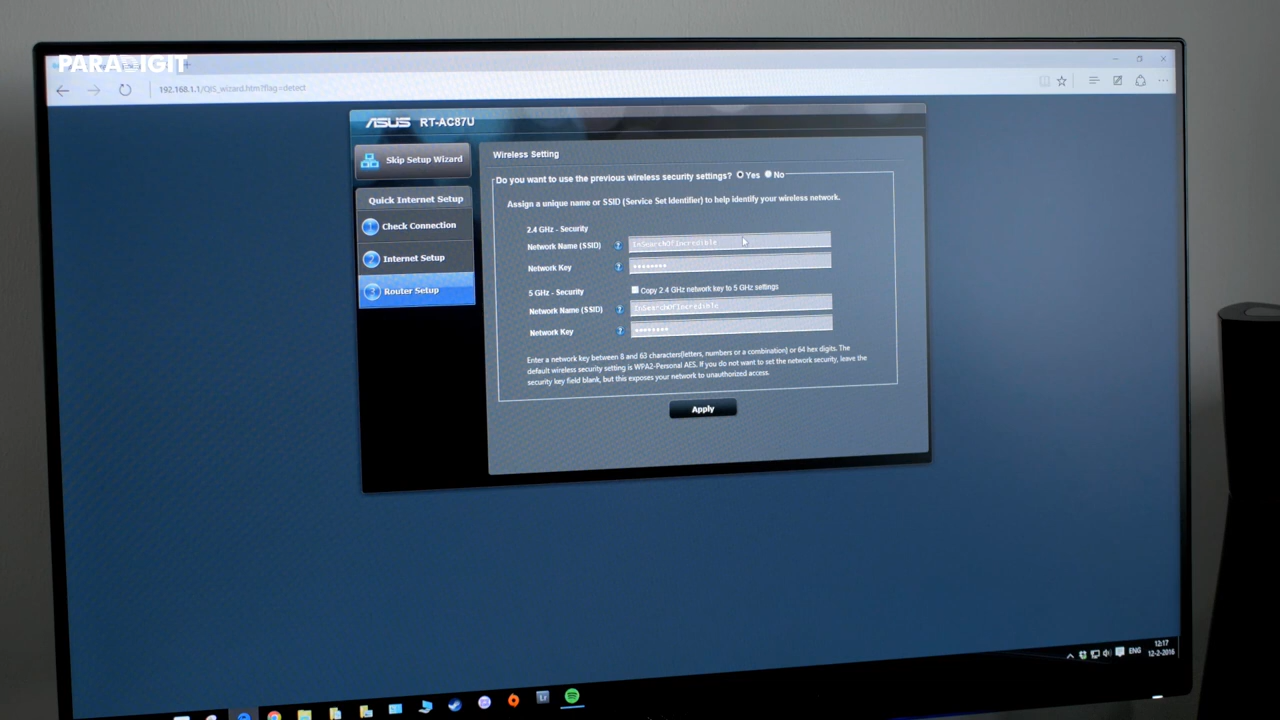 PARADIGIT
192.168.1.1/QIS_wizard.htm?flag=detect
ASUS RT-AC87U
Skip Setup Wizard
Quick Internet Setup
1 Check Connection
2 Internet Setup
3 Router Setup
Wireless Setting
Do you want to use the previous wireless security settings? Yes No
Assign a unique name or SSID (Service Set Identifier) to help identify your wireless network.
2.4 GHz - Security
Network Name (SSID) InSearchOfIncredible
Network Key
5 GHz - Security Copy 2.4 GHz network key to 5 GHz settings
Network Name (SSID) InSearchOfIncredible
Network Key
Enter a network key between 8 and 63 characters(letters, numbers or a combination) or 64 hex digits. The
default wireless security setting is WPA2-Personal AES. If you do not want to set the network security, leave the
security key field blank, but this exposes your network to unauthorized access.
Apply
ENG
12:17
12-2-2016